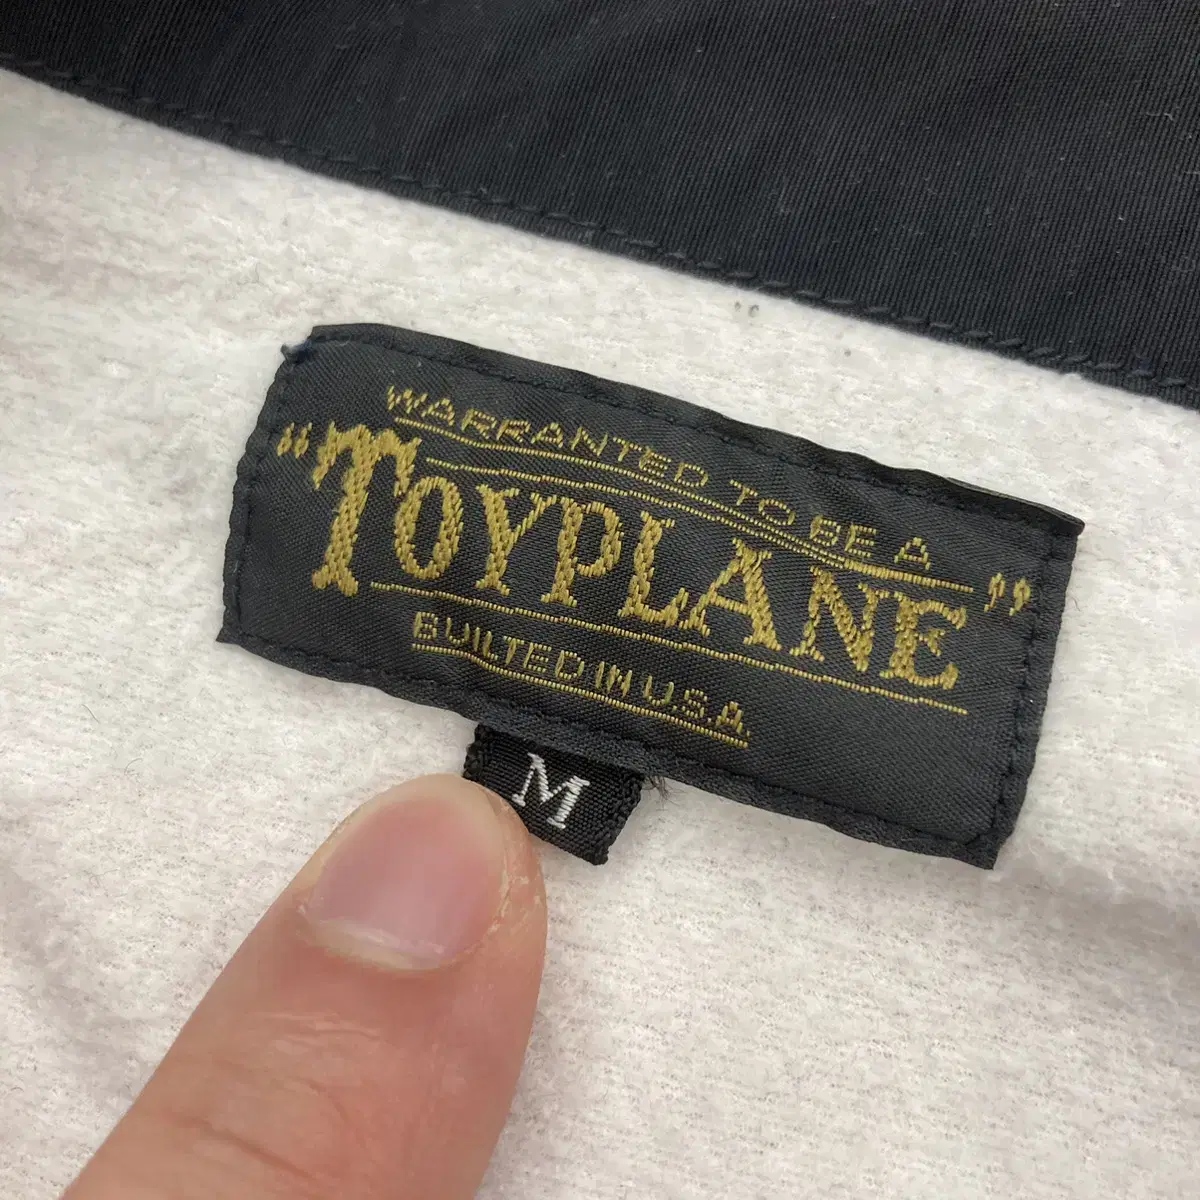 WARRANTED TO BE A
“TOYPLANE”
BUILTED IN U.S.A.
M